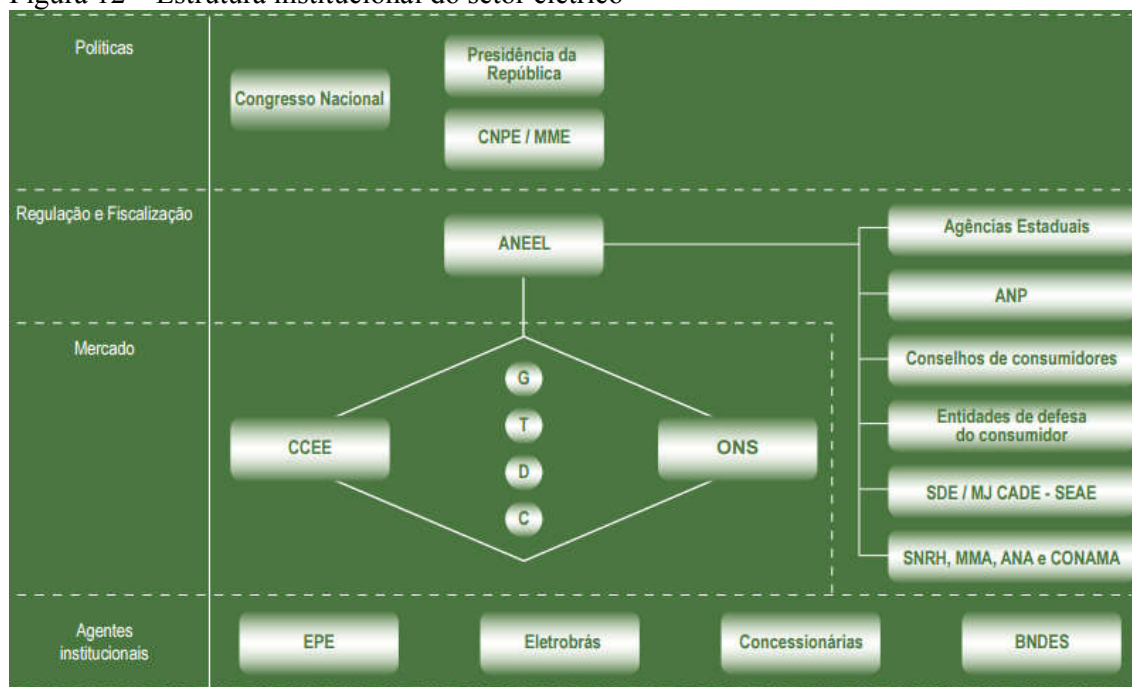 Figura 12 – Estrutura institucional do setor elétrico
Políticas
Congresso Nacional
Presidência da
República
CNPE / MME
Regulação e Fiscalização
ANEEL
Agências Estaduais
ANP
Conselhos de consumidores
Entidades de defesa
do consumidor
SDE / MJ CADE - SEAE
SNRH, MMA, ANA e CONAMA
Mercado
CCEE
G
T
D
C
ONS
Agentes
institucionais
EPE
Eletrobrás
Concessionárias
BNDES